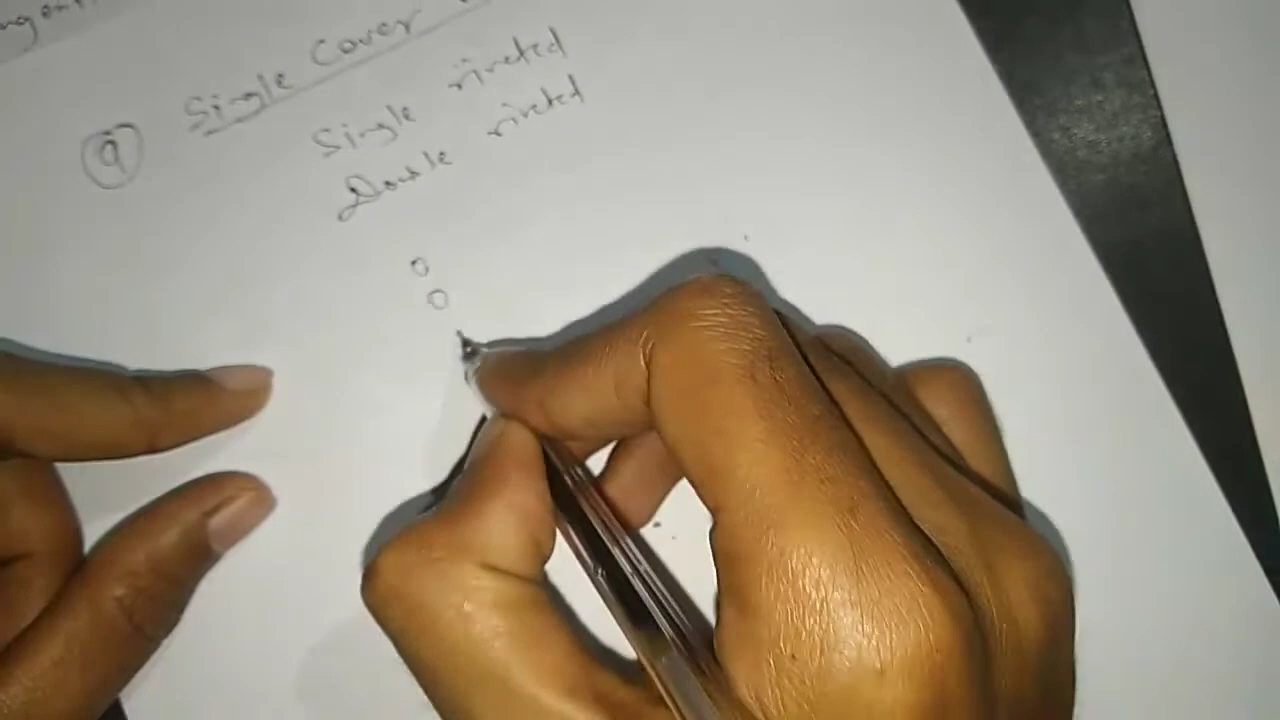 9 Single Cover
Single riveted
Double riveted
o
o